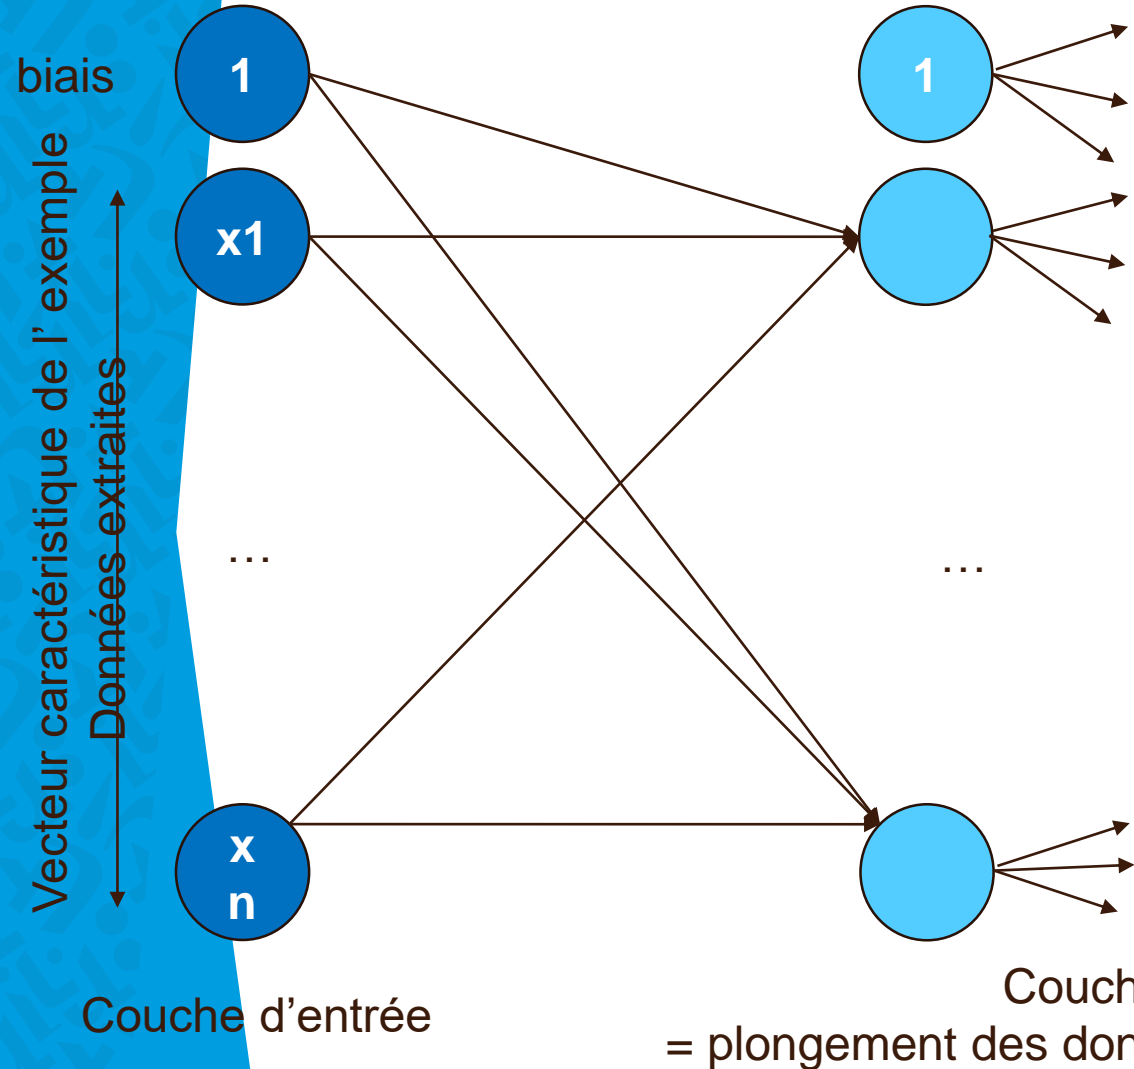 biais
1
1
x1
Vecteur caractéristique de l’ exemple
Données extraites
...
...
x
n
Couche d’entrée
Couch
= plongement des don